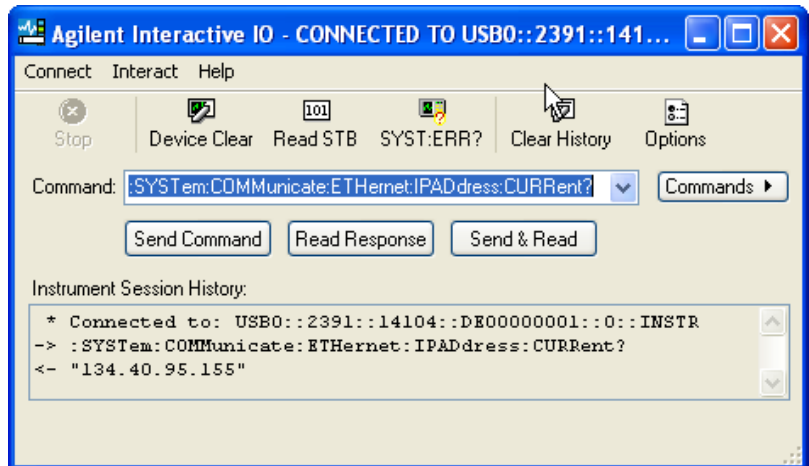 Agilent Interactive IO - CONNECTED TO USB0::2391::141...
Connect Interact Help
101
Stop Device Clear Read STB SYST:ERR? Clear History Options
Command: :SYSTem:COMMunicate:ETHernet:IPADdress:CURRent? Commands
Send Command Read Response Send & Read
Instrument Session History:
* Connected to: USB0::2391::14104::DE00000001::0::INSTR
-> :SYSTem:COMMunicate:ETHernet:IPADdress:CURRent?
<- "134.40.95.155"